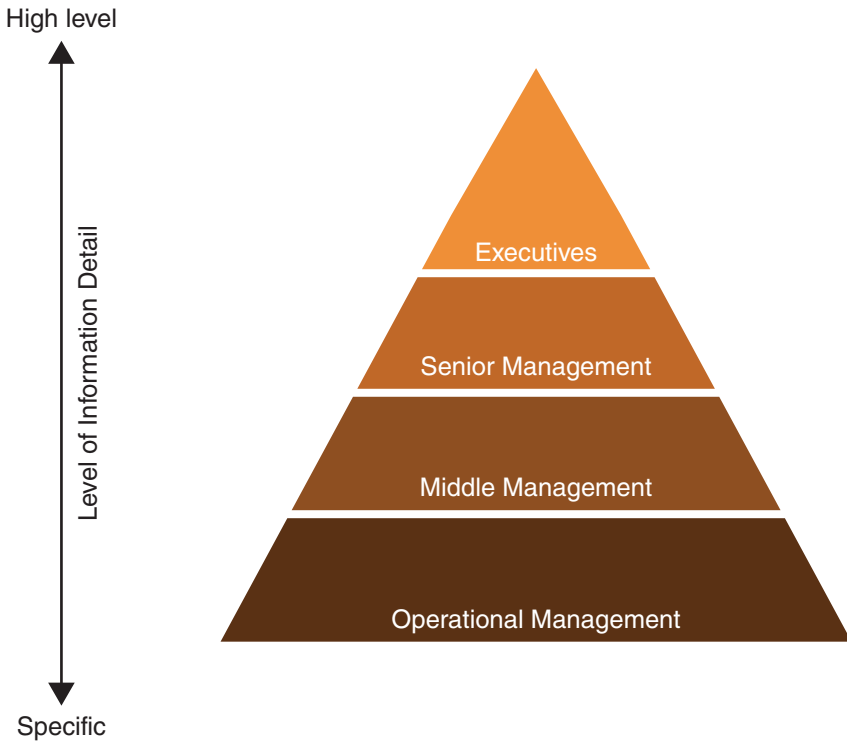 High level
Level of Information Detail
Executives
Senior Management
Middle Management
Operational Management
Specific